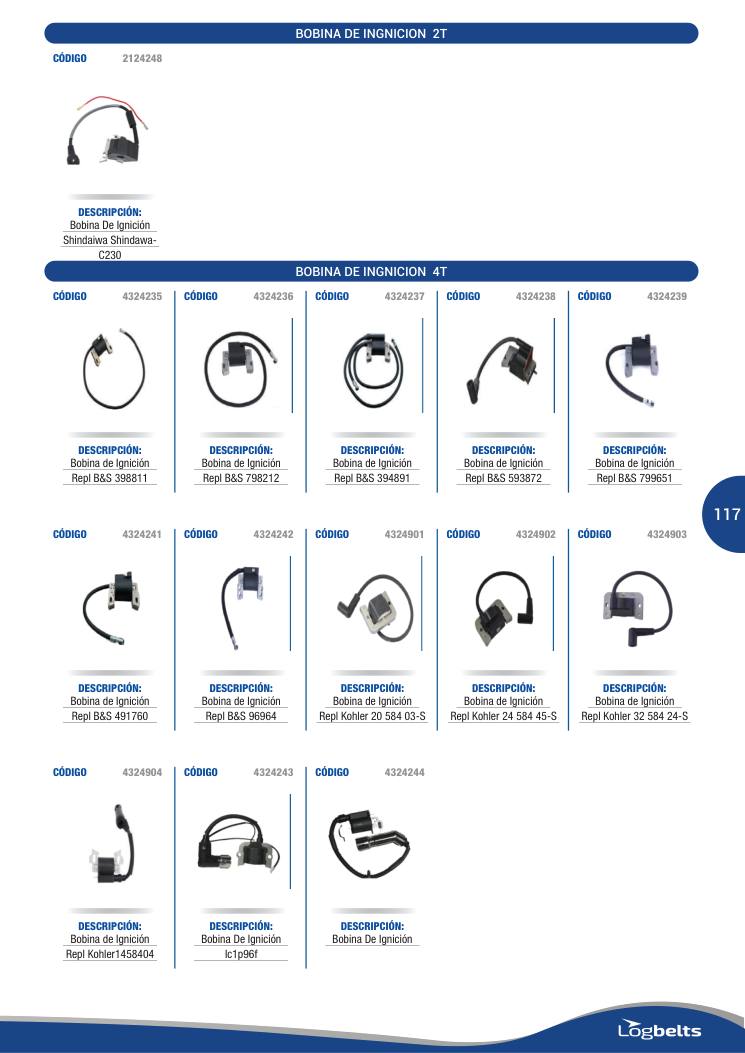 BOBINA DE INGNICION 2T
CÓDIGO 2124248
DESCRIPCIÓN:
Bobina De Ignición
Shindaiwa Shindawa-
C230
BOBINA DE INGNICION 4T
CÓDIGO 4324235
DESCRIPCIÓN:
Bobina de Ignición
Repl B&S 398811
CÓDIGO 4324236
DESCRIPCIÓN:
Bobina de Ignición
Repl B&S 798212
CÓDIGO 4324237
DESCRIPCIÓN:
Bobina de Ignición
Repl B&S 394891
CÓDIGO 4324238
DESCRIPCIÓN:
Bobina de Ignición
Repl B&S 593872
CÓDIGO 4324239
DESCRIPCIÓN:
Bobina de Ignición
Repl B&S 799651
117
CÓDIGO 4324241
DESCRIPCIÓN:
Bobina de Ignición
Repl B&S 491760
CÓDIGO 4324242
DESCRIPCIÓN:
Bobina de Ignición
Repl B&S 96964
CÓDIGO 4324901
DESCRIPCIÓN:
Bobina de Ignición
Repl Kohler 20 584 03-S
CÓDIGO 4324902
DESCRIPCIÓN:
Bobina de Ignición
Repl Kohler 24 584 45-S
CÓDIGO 4324903
DESCRIPCIÓN:
Bobina de Ignición
Repl Kohler 32 584 24-S
CÓDIGO 4324904
DESCRIPCIÓN:
Bobina de Ignición
Repl Kohler1458404
CÓDIGO 4324243
DESCRIPCIÓN:
Bobina De Ignición
lc1p96f
CÓDIGO 4324244
DESCRIPCIÓN:
Bobina De Ignición
Logbelts